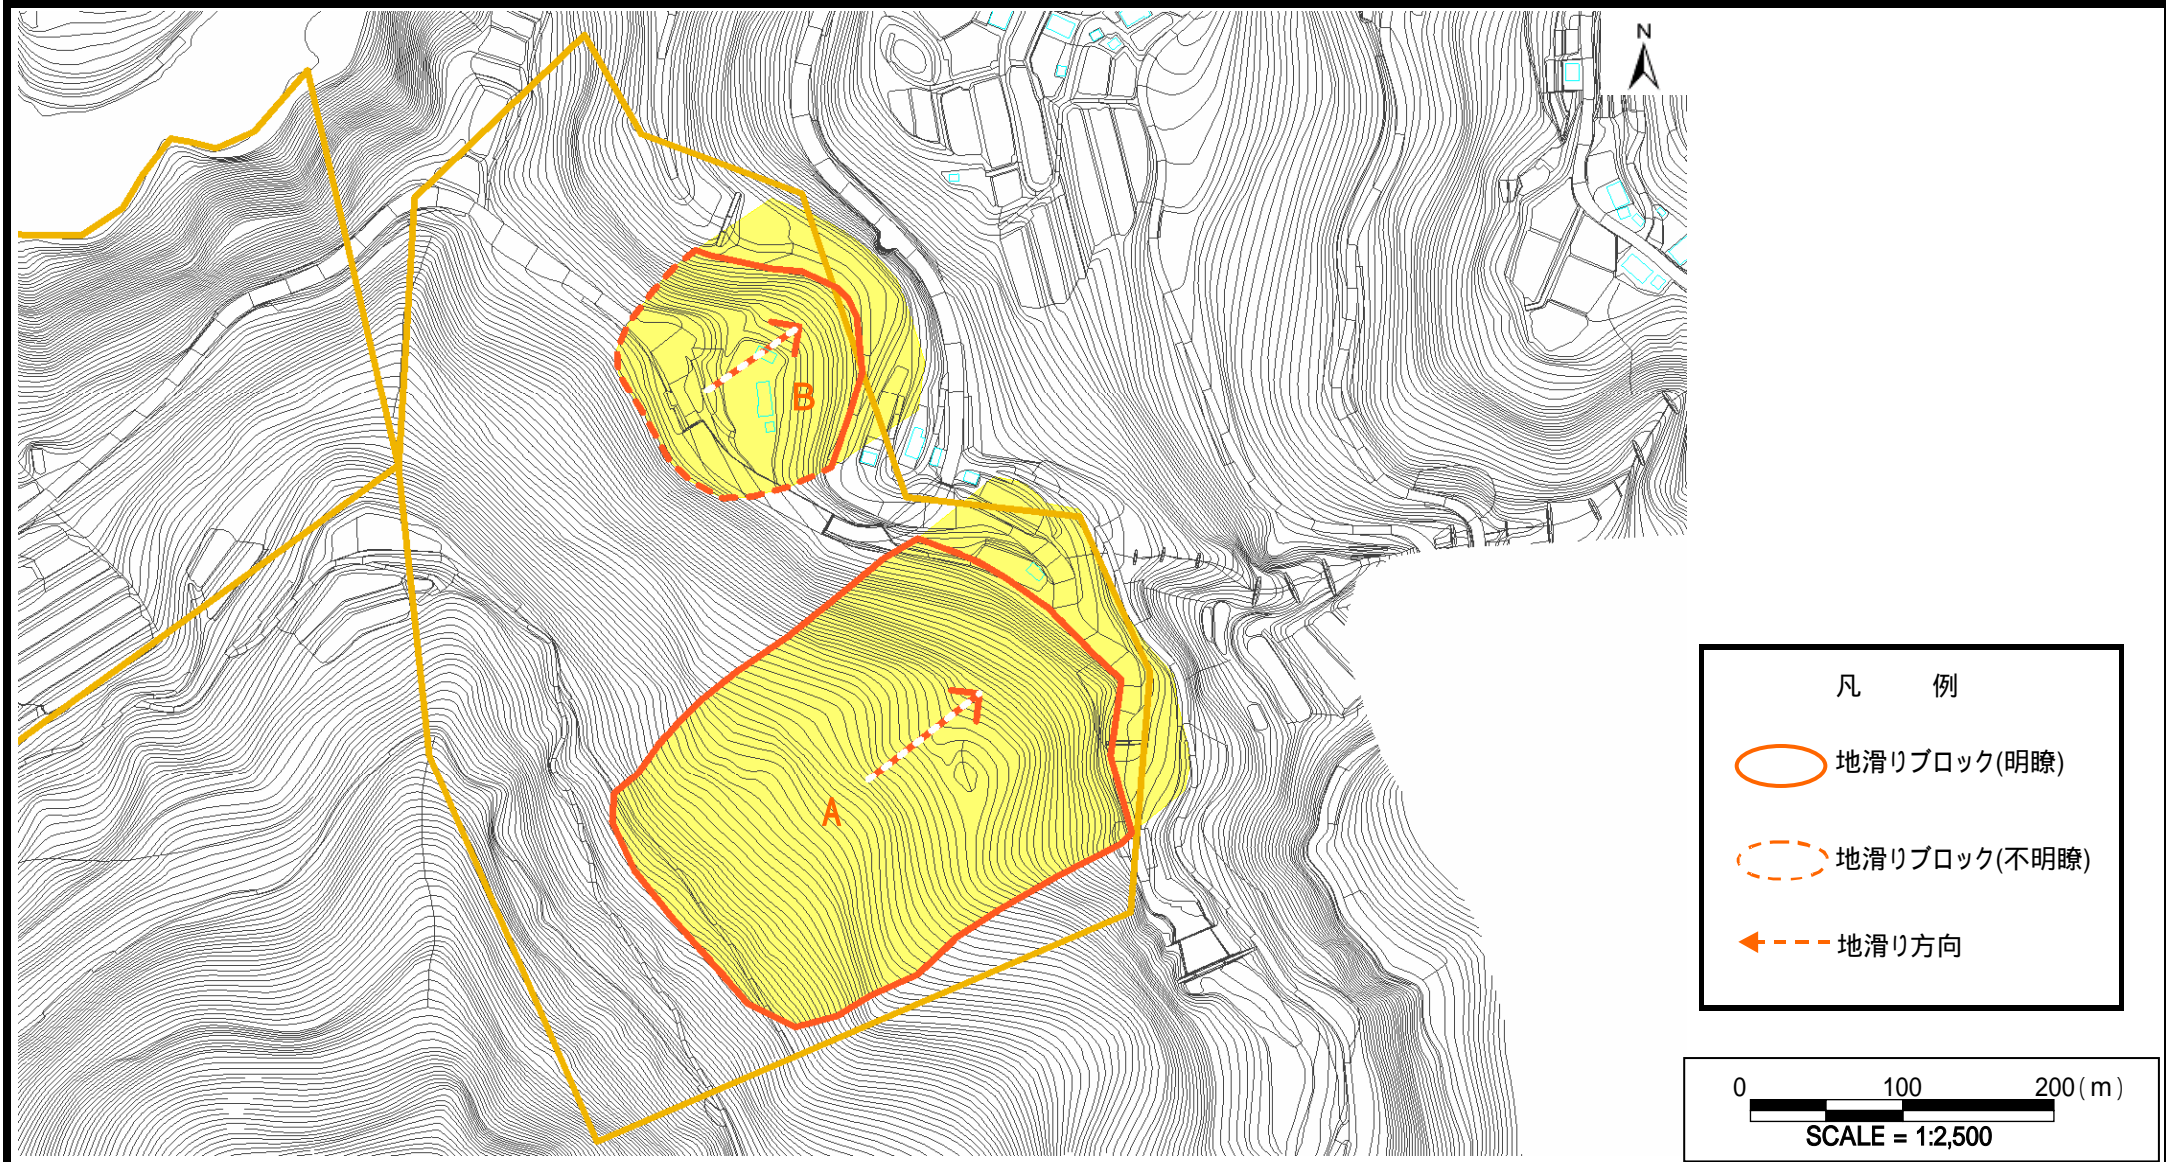 N
B
A
凡 例
地滑りブロック(明瞭)
地滑りブロック(不明瞭)
地滑り方向
0 100 200(m)
SCALE = 1:2,500